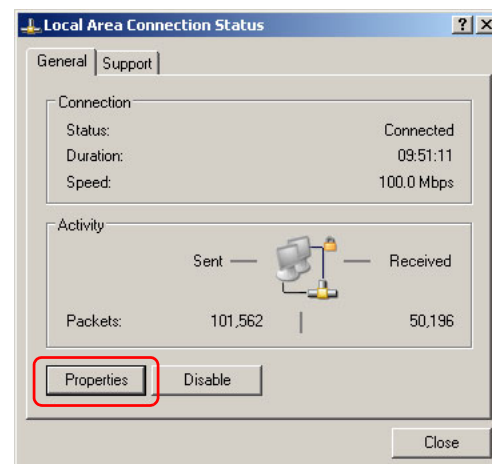 Local Area Connection Status
General Support
Connection
Status: Connected
Duration: 09:51:11
Speed: 100.0 Mbps
Activity
Sent — — Received
Packets: 101,562 | 50,196
Properties Disable
Close